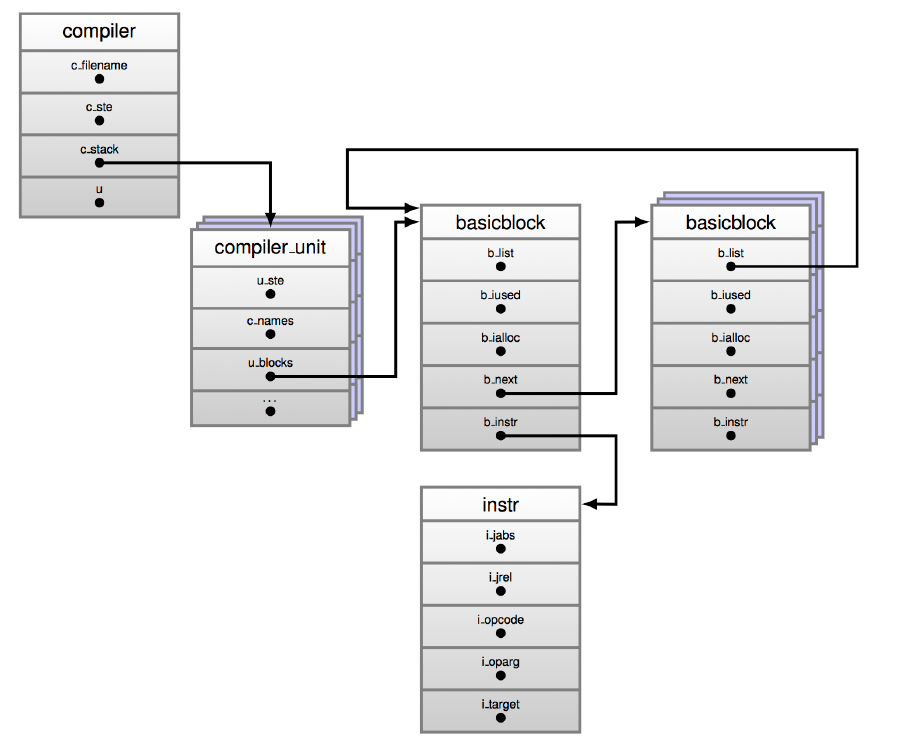 compiler
c_filename
c_ste
c_stack
u
compiler_unit
u_ste
c_names
u_blocks
...
basicblock
b_list
b_iused
b_ialloc
b_next
b_instr
basicblock
b_list
b_iused
b_ialloc
b_next
b_instr
instr
i_jabs
i_jrel
i_opcode
i_oparg
i_target